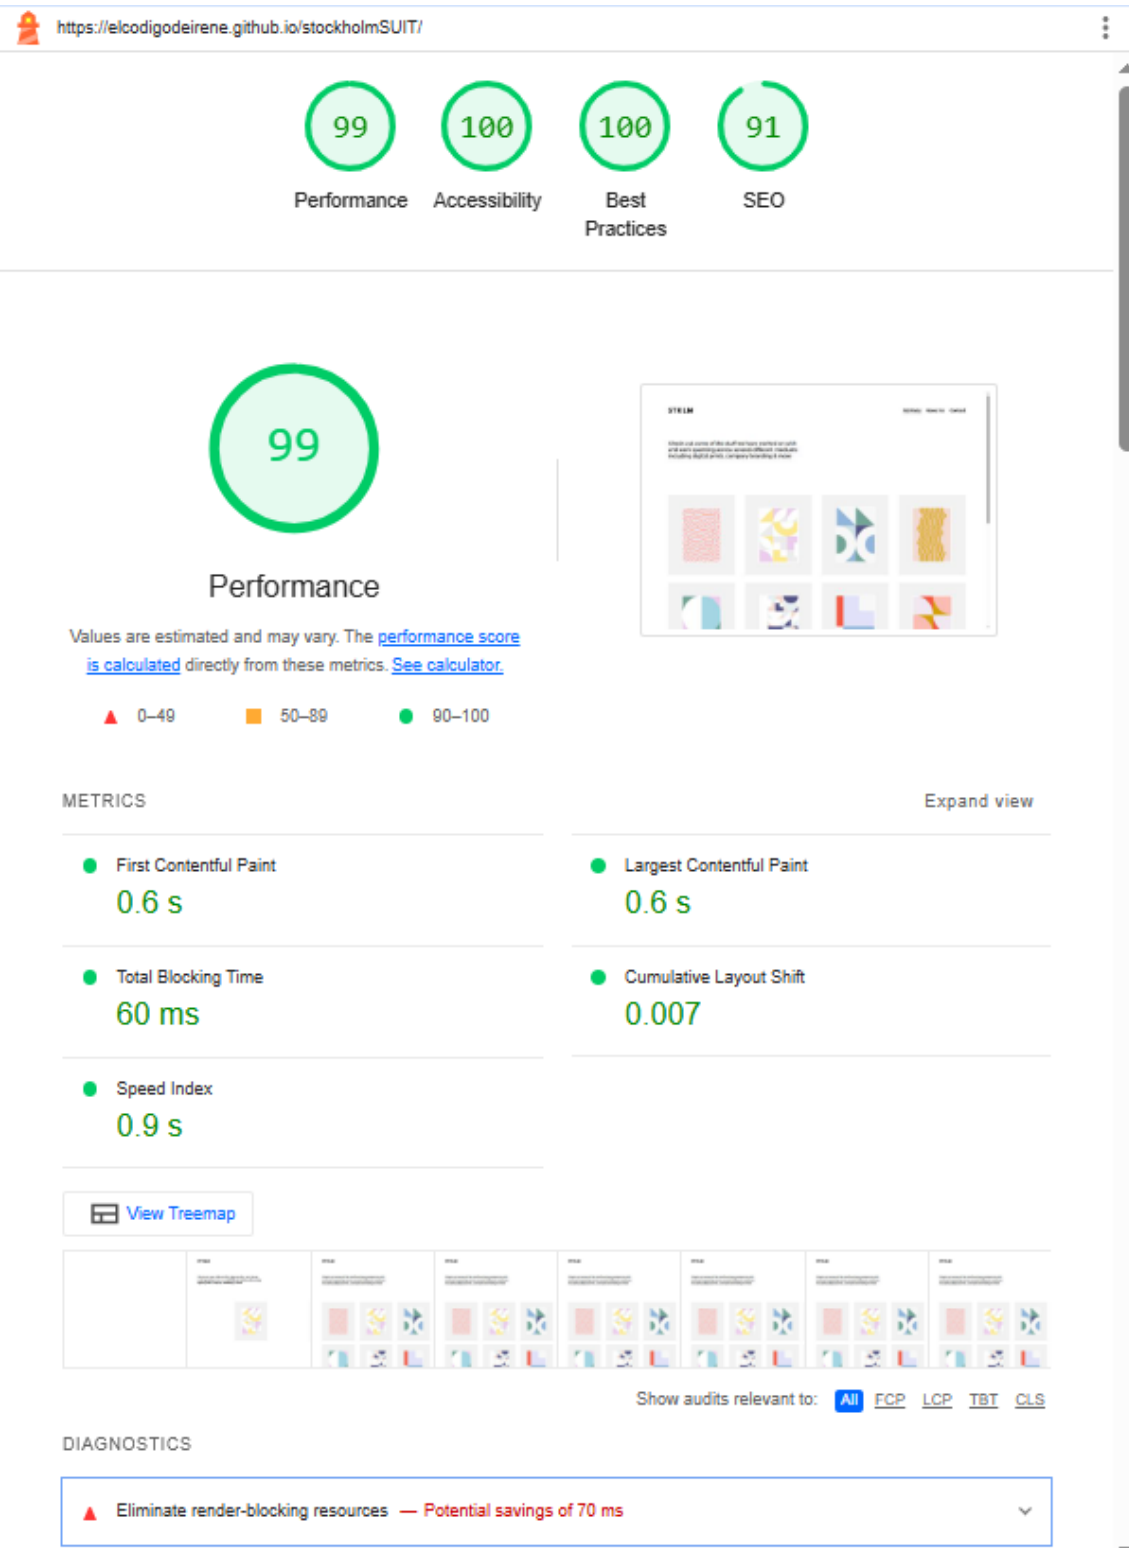 https://elcodigodeirene.github.io/stockholmSUIT/
99
100
100
91
Performance
Accessibility
Best
Practices
SEO
99
Performance
Values are estimated and may vary. The performance score
is calculated directly from these metrics. See calculator.
0–49
50–89
90–100
STKLM
METRICS
Expand view
First Contentful Paint
0.6 s
Largest Contentful Paint
0.6 s
Total Blocking Time
60 ms
Cumulative Layout Shift
0.007
Speed Index
0.9 s
View Treemap
Show audits relevant to: All FCP LCP TBT CLS
DIAGNOSTICS
Eliminate render-blocking resources — Potential savings of 70 ms